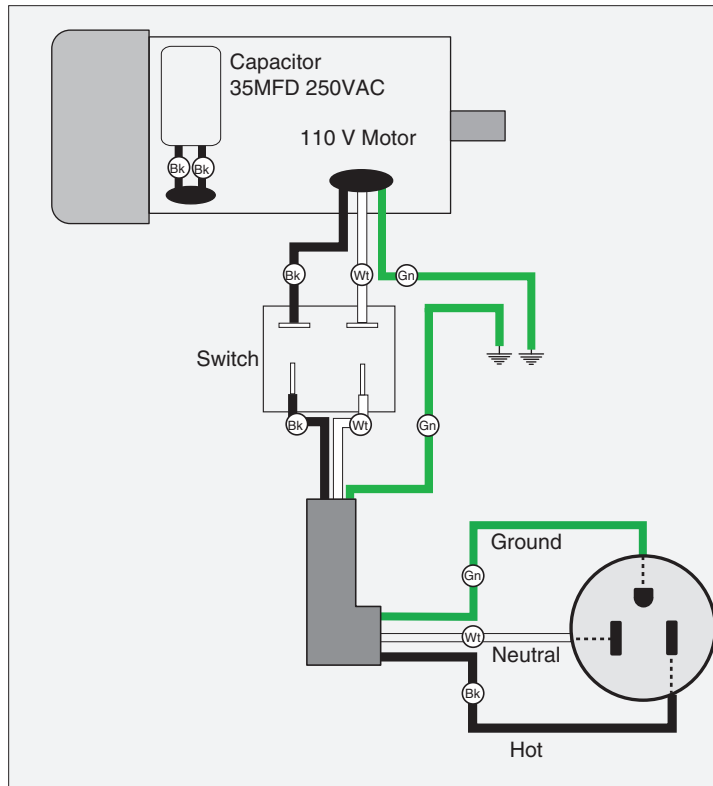 Capacitor
35MFD 250VAC
110 V Motor
Bk
Bk
Bk
Wt
Gn
Switch
Bk
Wt
Gn
Ground
Gn
Wt
Neutral
Bk
Hot